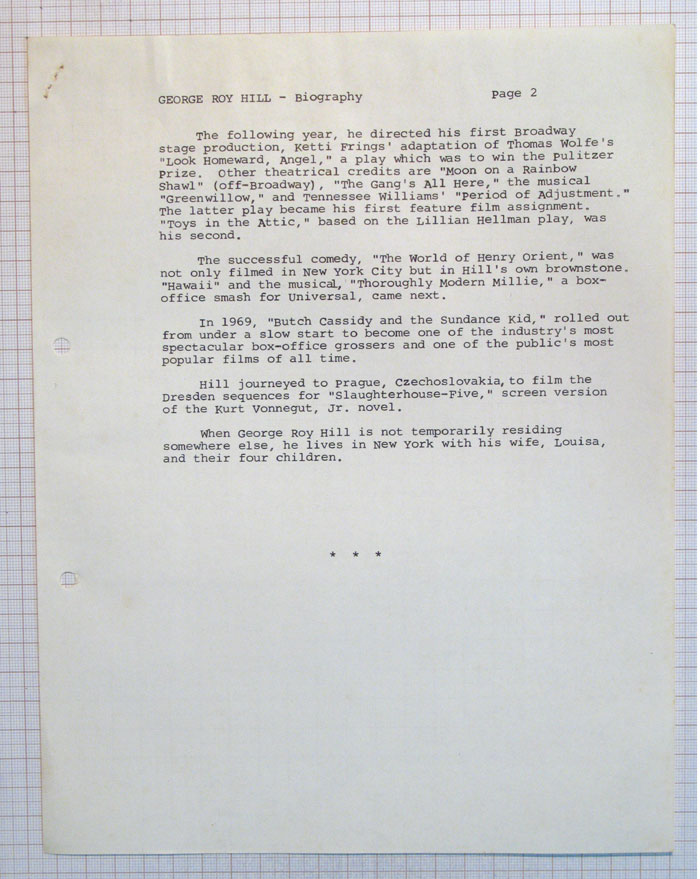 GEORGE ROY HILL - Biography Page 2
The following year, he directed his first Broadway
stage production, Ketti Frings' adaptation of Thomas Wolfe's
"Look Homeward, Angel," a play which was to win the Pulitzer
Prize. Other theatrical credits are "Moon on a Rainbow
Shawl" (off-Broadway), "The Gang's All Here," the musical
"Greenwillow," and Tennessee Williams' "Period of Adjustment."
The latter play became his first feature film assignment.
"Toys in the Attic," based on the Lillian Hellman play, was
his second.
The successful comedy, "The World of Henry Orient," was
not only filmed in New York City but in Hill's own brownstone.
"Hawaii" and the musical, "Thoroughly Modern Millie," a box-
office smash for Universal, came next.
In 1969, "Butch Cassidy and the Sundance Kid," rolled out
from under a slow start to become one of the industry's most
spectacular box-office grossers and one of the public's most
popular films of all time.
Hill journeyed to Prague, Czechoslovakia, to film the
Dresden sequences for "Slaughterhouse-Five," screen version
of the Kurt Vonnegut, Jr. novel.
When George Roy Hill is not temporarily residing
somewhere else, he lives in New York with his wife, Louisa,
and their four children.
* * *